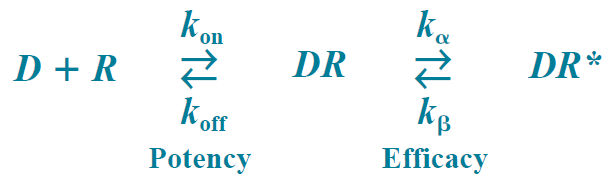 k_on k_α
D + R ⇄ DR ⇄ DR*
k_off k_β
Potency Efficacy